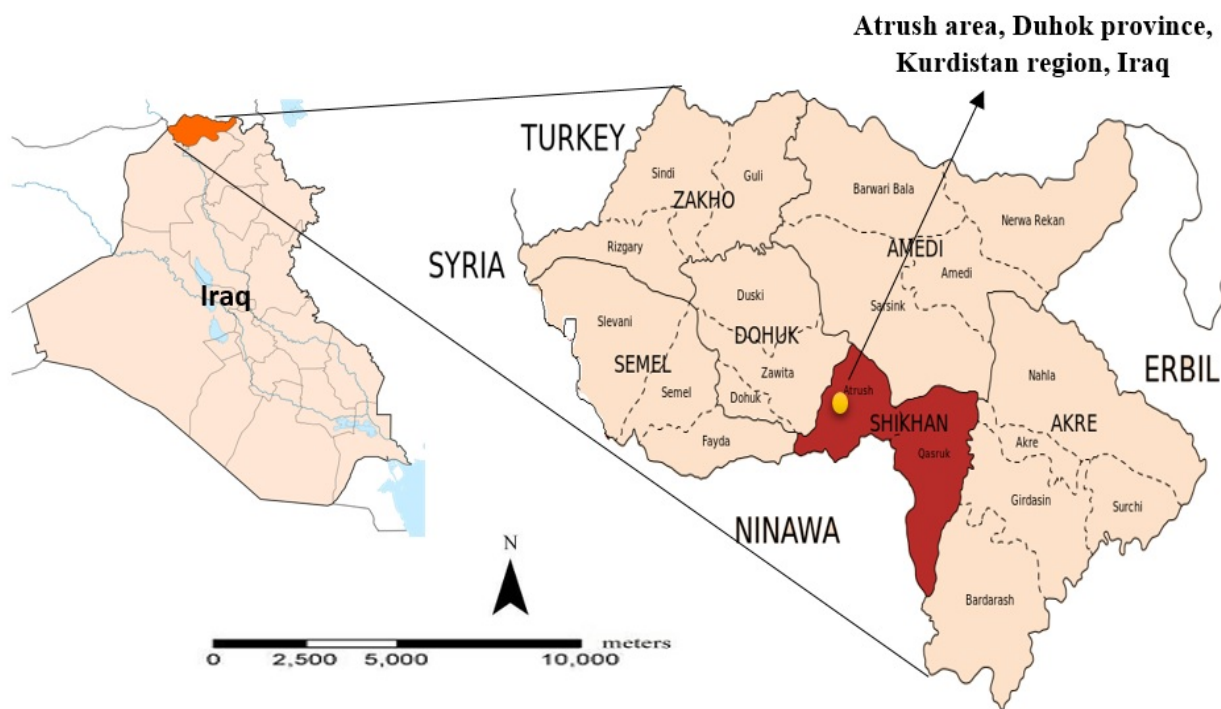 Atrush area, Duhok province,
Kurdistan region, Iraq
TURKEY
Sindi
Guli
Barwari Bala
ZAKHO
Nerwa Rekan
Rizgary
AMEDI
SYRIA
Amedi
Iraq
Duski
Sarsink
Slevani
DOHUK
SEMEL
Zawita
ERBIL
Nahla
Semel
Dohuk
Atrush
SHIKHAN
AKRE
Fayda
Akre
Qasruk
Girdasin
Surchi
NINAWA
N
Bardarash
meters
0 2,500 5,000 10,000